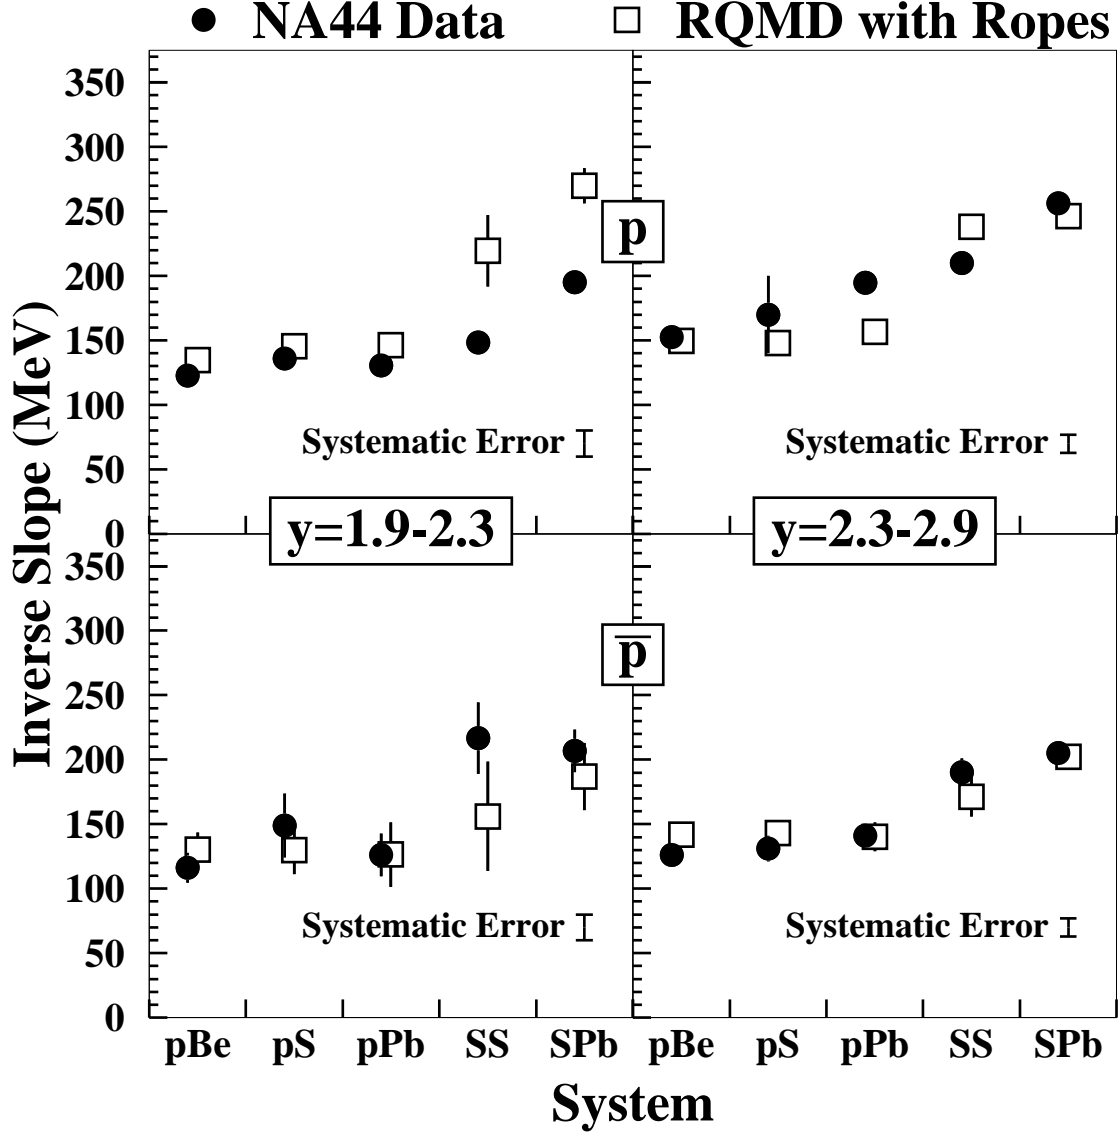 NA44 Data
RQMD with Ropes
350
300
250
200
150
100
50
0
p
Systematic Error
Systematic Error
y=1.9-2.3
y=2.3-2.9
Inverse Slope (MeV)
350
300
250
200
150
100
50
0
p̅
Systematic Error
Systematic Error
pBe pS pPb SS SPb pBe pS pPb SS SPb
System